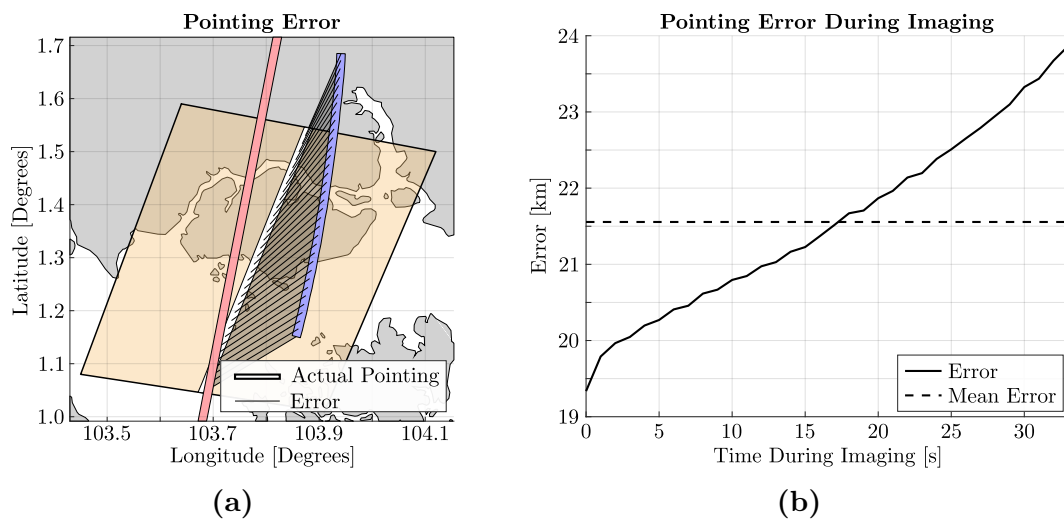 Pointing Error
1.7
1.6
1.5
1.4
1.3
1.2
1.1
1.0
Latitude [Degrees]
103.5 103.7 103.9 104.1
Longitude [Degrees]
Actual Pointing
Error
(a)
Pointing Error During Imaging
24
23
22
21
20
19
Error [km]
0 5 10 15 20 25 30
Time During Imaging [s]
Error
Mean Error
(b)